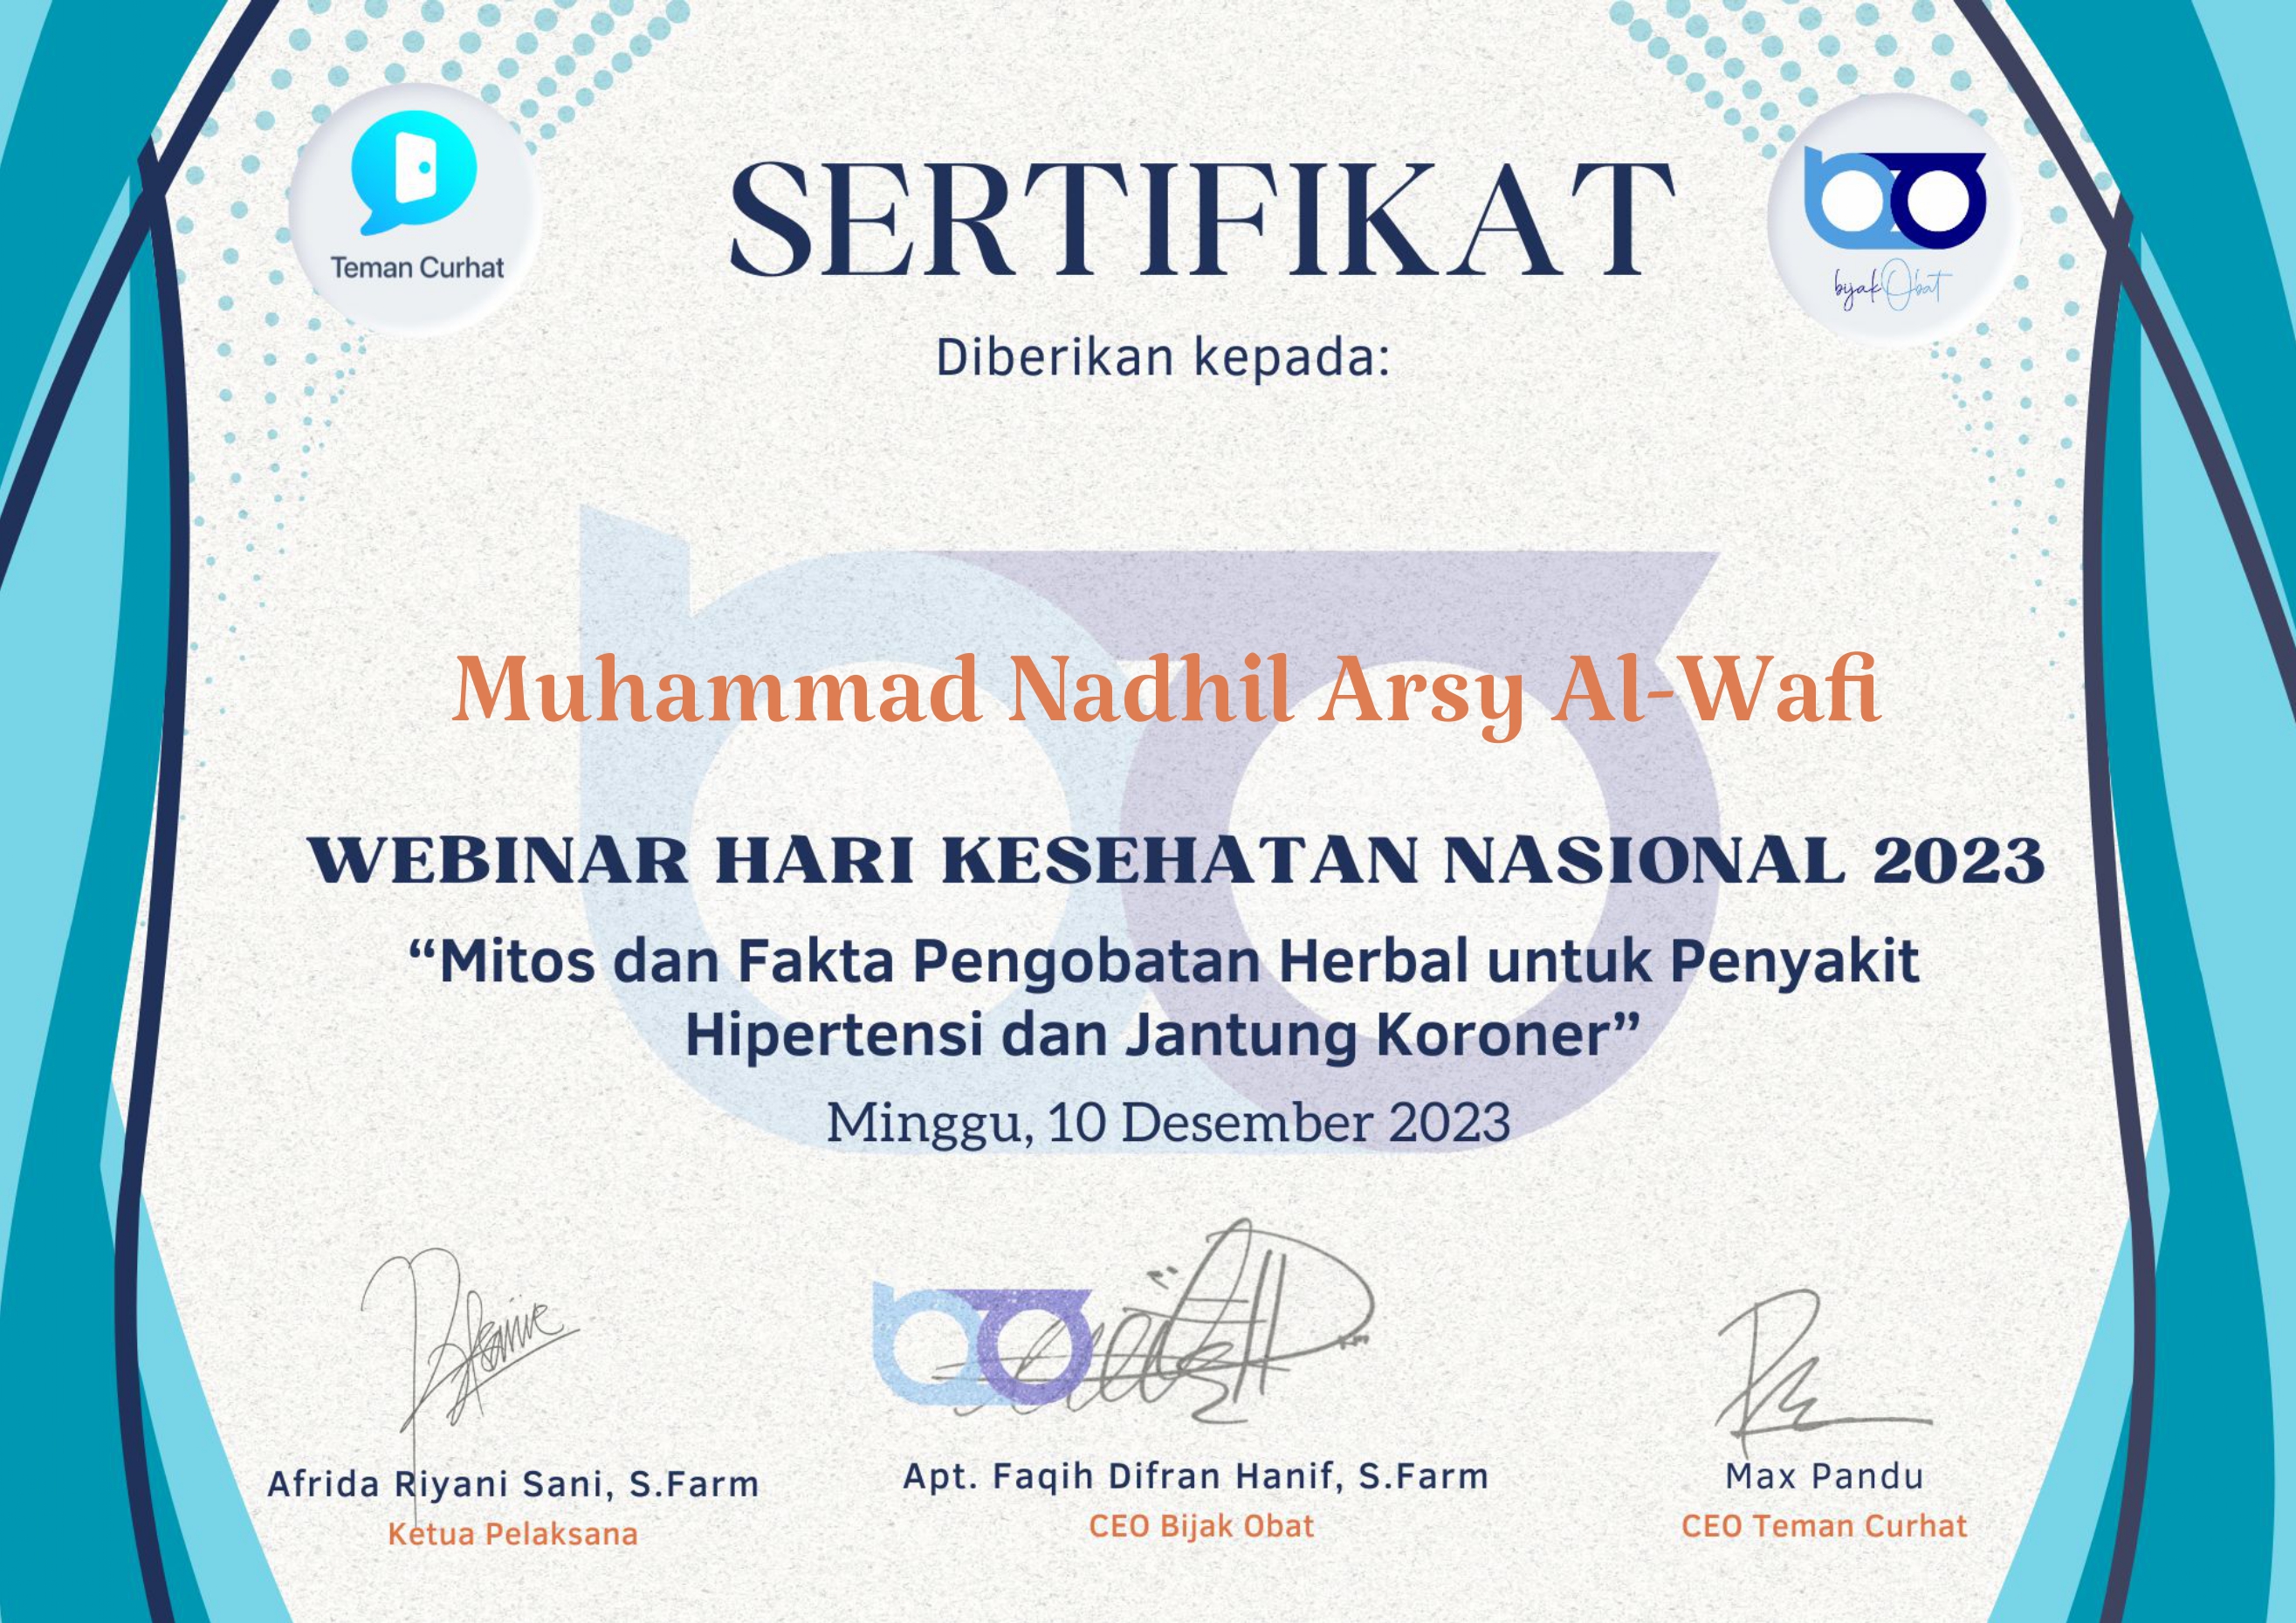 Teman Curhat
SERTIFIKAT
bijakObat
Diberikan kepada:
Muhammad Nadhil Arsy Al-Wafi
WEBINAR HARI KESEHATAN NASIONAL 2023
“Mitos dan Fakta Pengobatan Herbal untuk Penyakit
Hipertensi dan Jantung Koroner”
Minggu, 10 Desember 2023
Afrida Riyani Sani, S.Farm
Ketua Pelaksana
Apt. Faqih Difran Hanif, S.Farm
CEO Bijak Obat
Max Pandu
CEO Teman Curhat